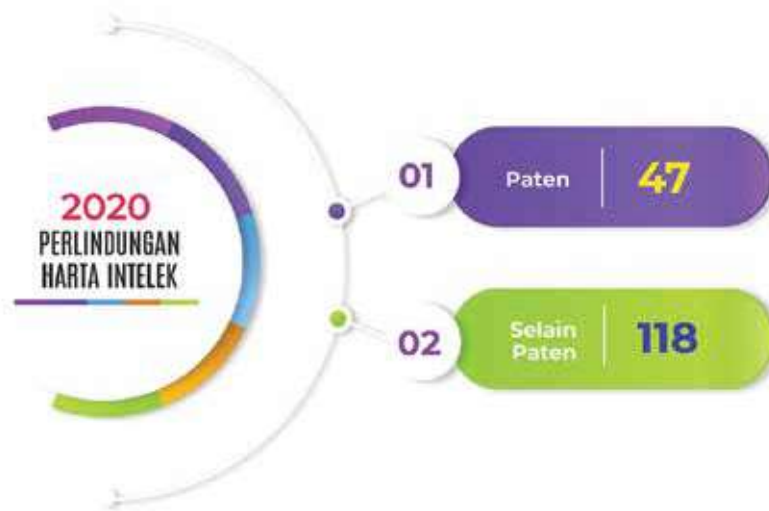 2020
PERLINDUNGAN
HARTA INTELEK
01
Paten
47
02
Selain
Paten
118